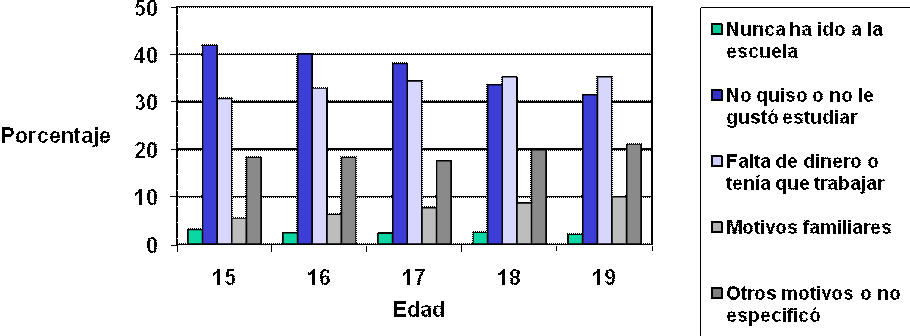 50
40
30
20
10
0
Porcentaje
15 16 17 18 19
Edad
Nunca ha ido a la
escuela
No quiso o no le
gustó estudiar
Falta de dinero o
tenía que trabajar
Motivos familiares
Otros motivos o no
especificó